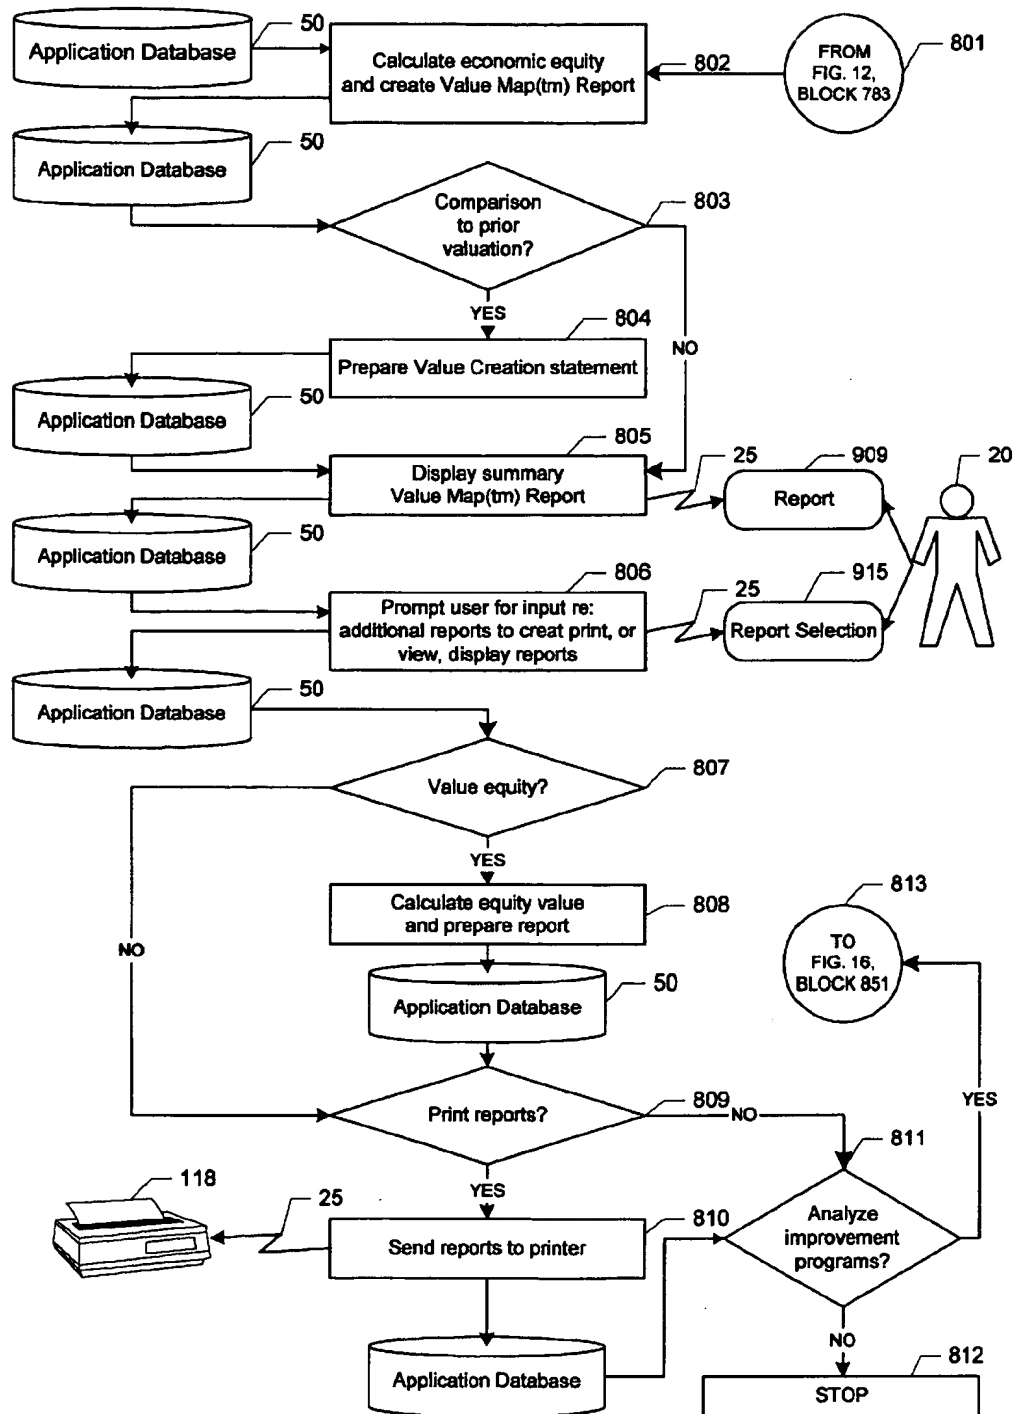 50
Application Database
Calculate economic equity
and create Value Map(tm) Report
802
FROM
FIG. 12,
BLOCK 783
801
50
Application Database
Comparison
to prior
valuation?
803
YES
NO
804
Prepare Value Creation statement
50
Application Database
805
Display summary
Value Map(tm) Report
25
909
Report
20
50
Application Database
806
Prompt user for input re:
additional reports to creat print, or
view, display reports
25
915
Report Selection
50
Application Database
Value equity?
807
YES
NO
Calculate equity value
and prepare report
808
813
TO
FIG. 16,
BLOCK 851
50
Application Database
Print reports?
809
NO
YES
811
YES
118
25
Send reports to printer
810
Analyze
improvement
programs?
NO
Application Database
812
STOP